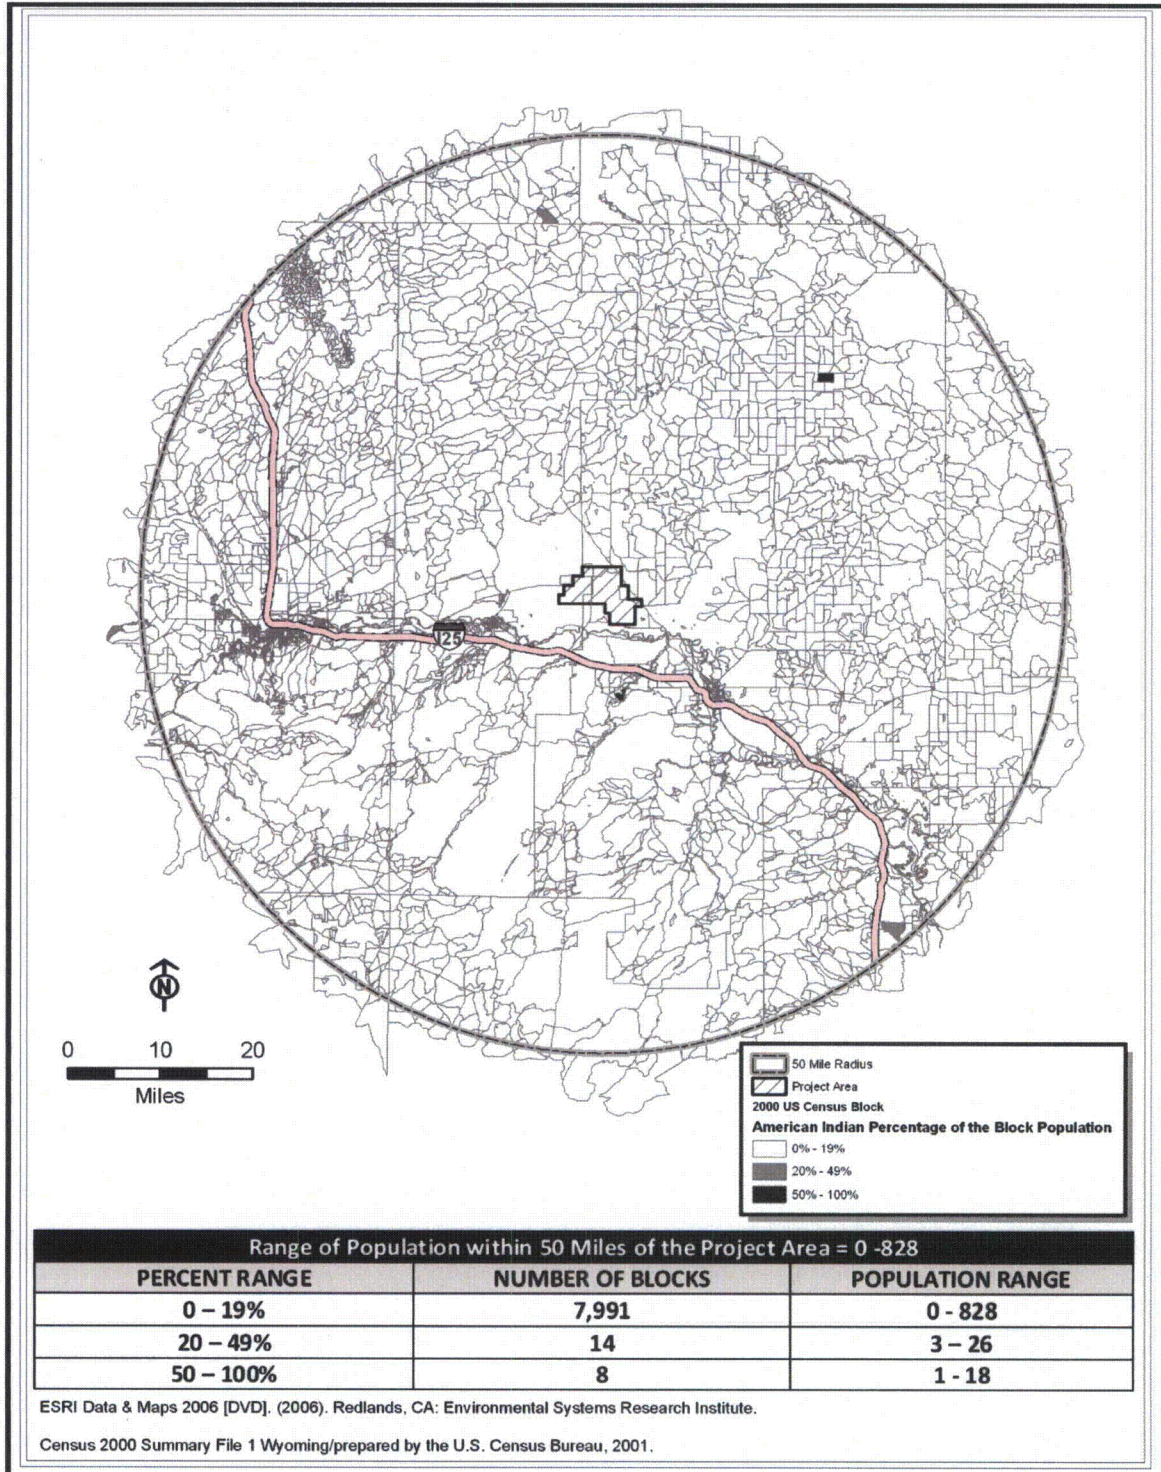 25
N
0 10 20
Miles
50 Mile Radius
Project Area
2000 US Census Block
American Indian Percentage of the Block Population
0% - 19%
20% - 49%
50% - 100%
Range of Population within 50 Miles of the Project Area = 0 -828
PERCENT RANGE NUMBER OF BLOCKS POPULATION RANGE
0 – 19% 7,991 0 - 828
20 – 49% 14 3 – 26
50 – 100% 8 1 - 18
ESRI Data & Maps 2006 [DVD]. (2006). Redlands, CA: Environmental Systems Research Institute.
Census 2000 Summary File 1 Wyoming/prepared by the U.S. Census Bureau, 2001.